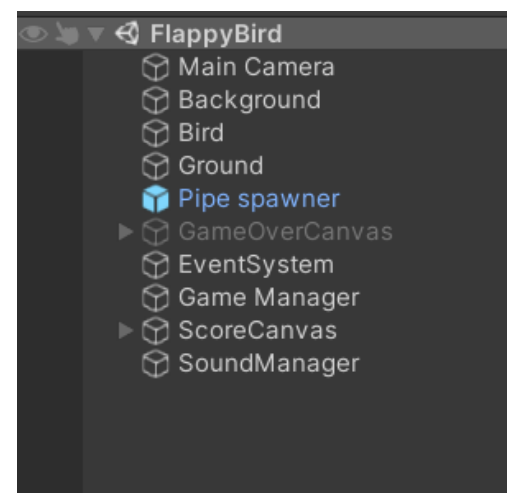 FlappyBird
Main Camera
Background
Bird
Ground
Pipe spawner
GameOverCanvas
EventSystem
Game Manager
ScoreCanvas
SoundManager